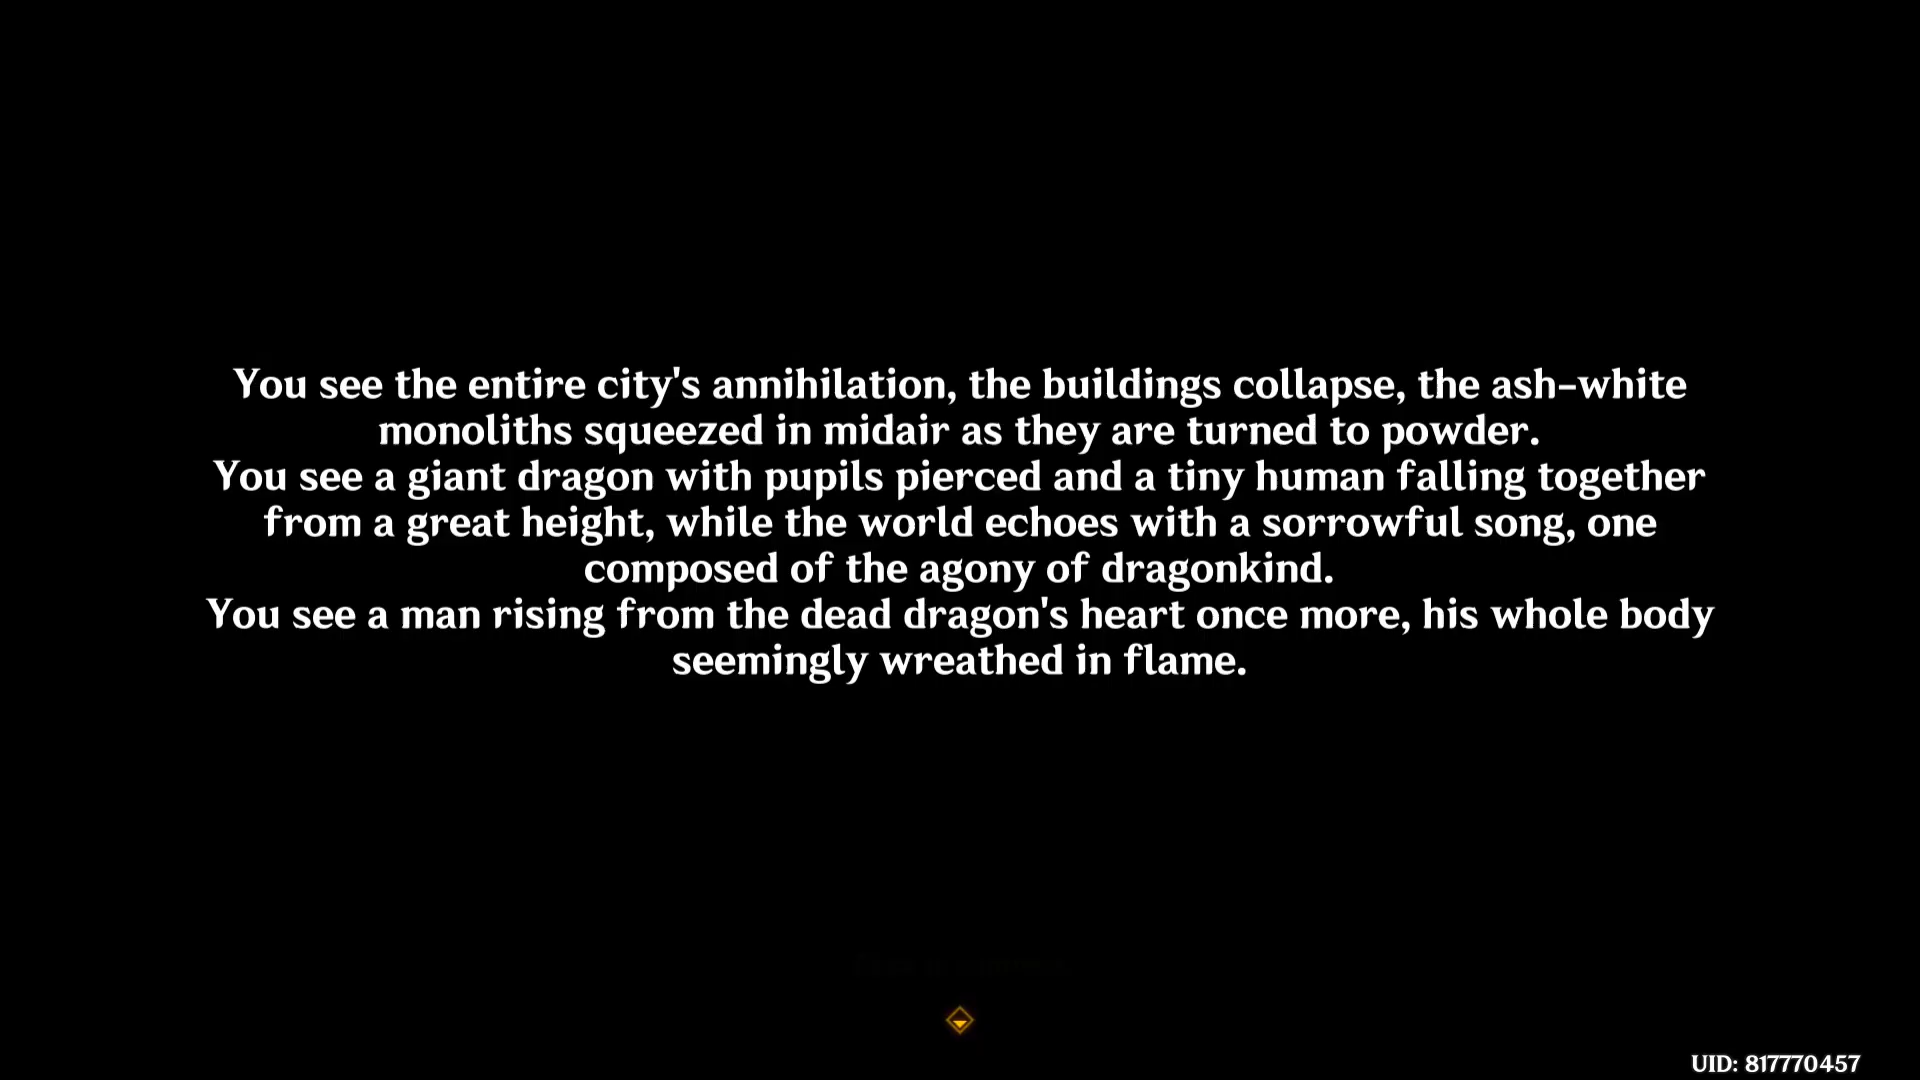 You see the entire city's annihilation, the buildings collapse, the ash-white
monoliths squeezed in midair as they are turned to powder.
You see a giant dragon with pupils pierced and a tiny human falling together
from a great height, while the world echoes with a sorrowful song, one
composed of the agony of dragonkind.
You see a man rising from the dead dragon's heart once more, his whole body
seemingly wreathed in flame.
UID: 817770457